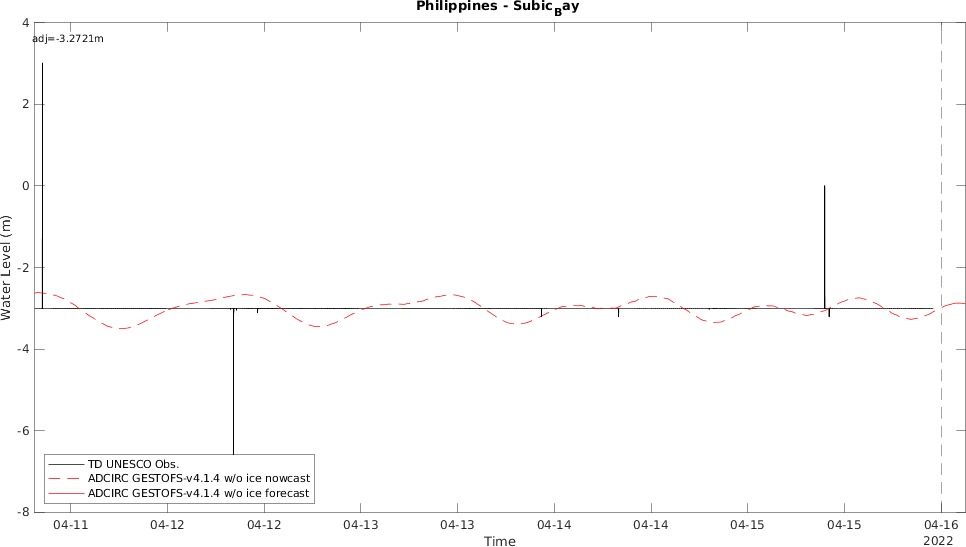 Philippines - Subic_Bay
adj=-3.2721m
4
2
0
-2
-4
-6
-8
Water Level (m)
TD UNESCO Obs.
ADCIRC GESTOFS-v4.1.4 w/o ice nowcast
ADCIRC GESTOFS-v4.1.4 w/o ice forecast
04-11 04-12 04-12 04-13 04-13 04-14 04-14 04-15 04-15 04-16
2022
Time